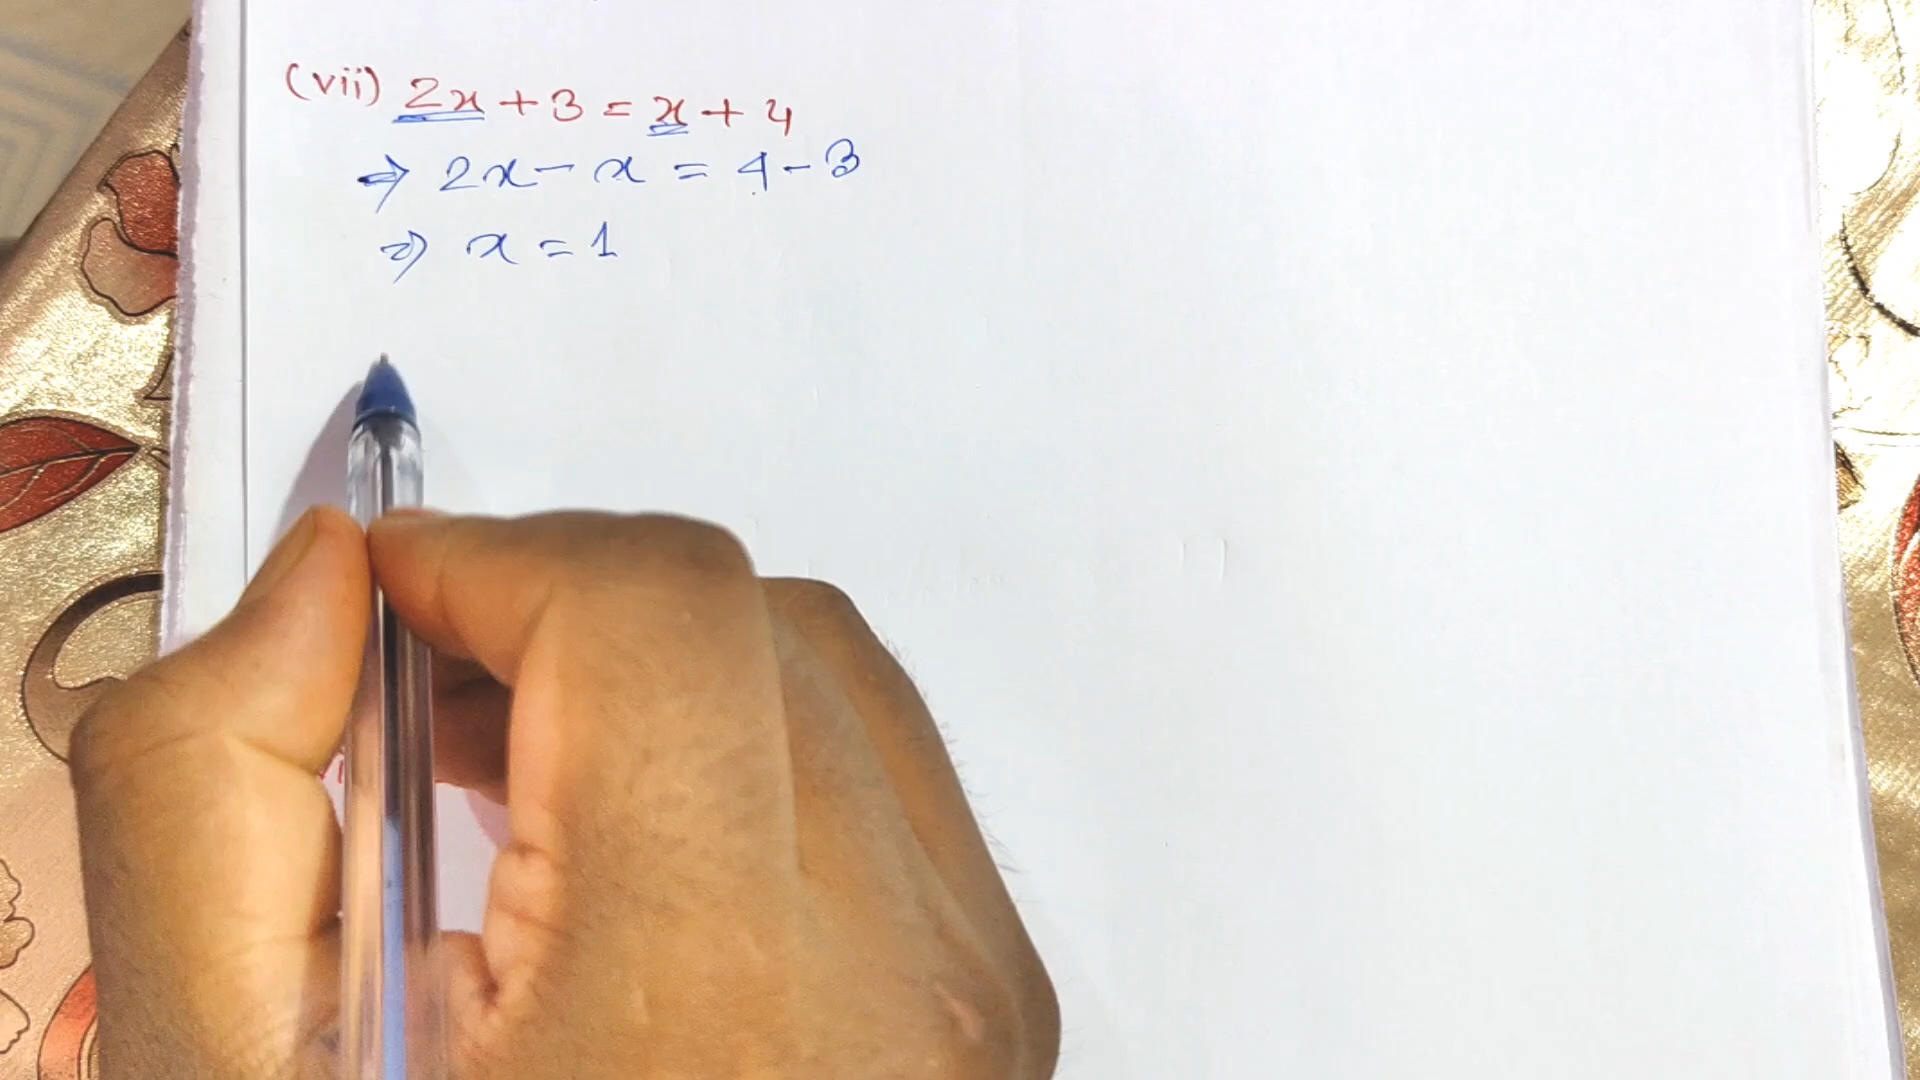 (vii) 2x + 3 = x + 4
⇒ 2x - x = 4 - 3
⇒ x = 1